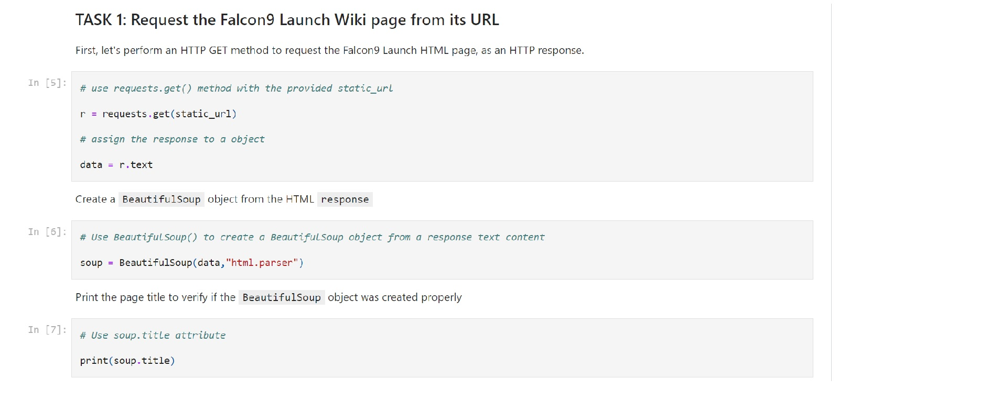 TASK 1: Request the Falcon9 Launch Wiki page from its URL
First, let's perform an HTTP GET method to request the Falcon9 Launch HTML page, as an HTTP response.
In [5]:
# use requests.get() method with the provided static_url
r = requests.get(static_url)
# assign the response to a object
data = r.text
Create a BeautifulSoup object from the HTML response
In [6]:
# Use BeautifulSoup() to create a BeautifulSoup object from a response text content
soup = BeautifulSoup(data,"html.parser")
Print the page title to verify if the BeautifulSoup object was created properly
In [7]:
# Use soup.title attribute
print(soup.title)